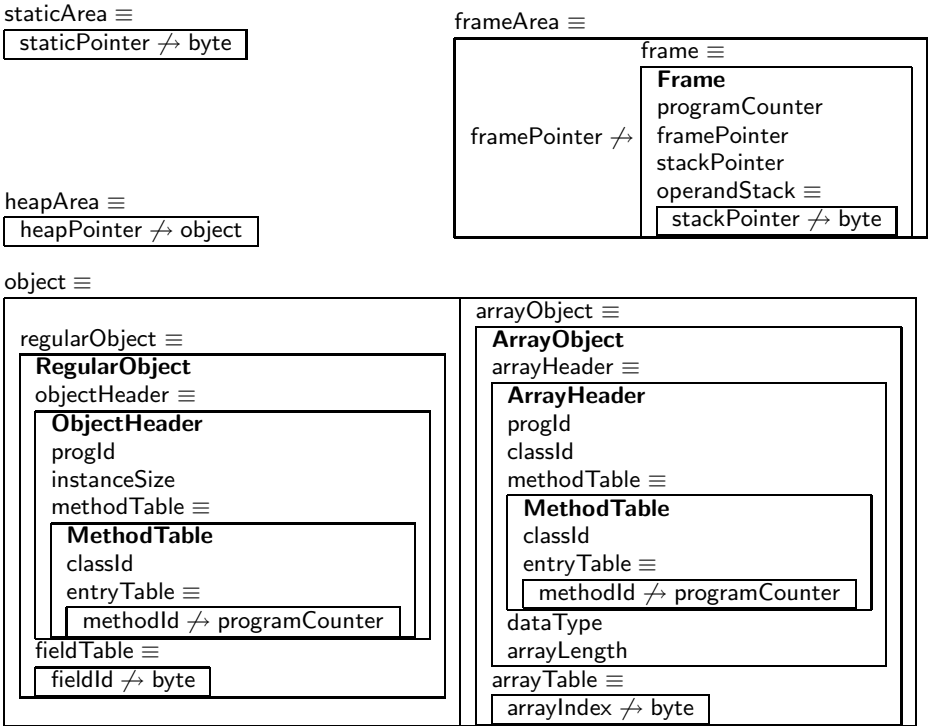 staticArea ≡
staticPointer ↛ byte
frameArea ≡
framePointer ↛
frame ≡
Frame
programCounter
framePointer
stackPointer
operandStack ≡
stackPointer ↛ byte
heapArea ≡
heapPointer ↛ object
object ≡
regularObject ≡
RegularObject
objectHeader ≡
ObjectHeader
progId
instanceSize
methodTable ≡
MethodTable
classId
entryTable ≡
methodId ↛ programCounter
fieldTable ≡
fieldId ↛ byte
arrayObject ≡
ArrayObject
arrayHeader ≡
ArrayHeader
progId
classId
methodTable ≡
MethodTable
classId
entryTable ≡
methodId ↛ programCounter
dataType
arrayLength
arrayTable ≡
arrayIndex ↛ byte